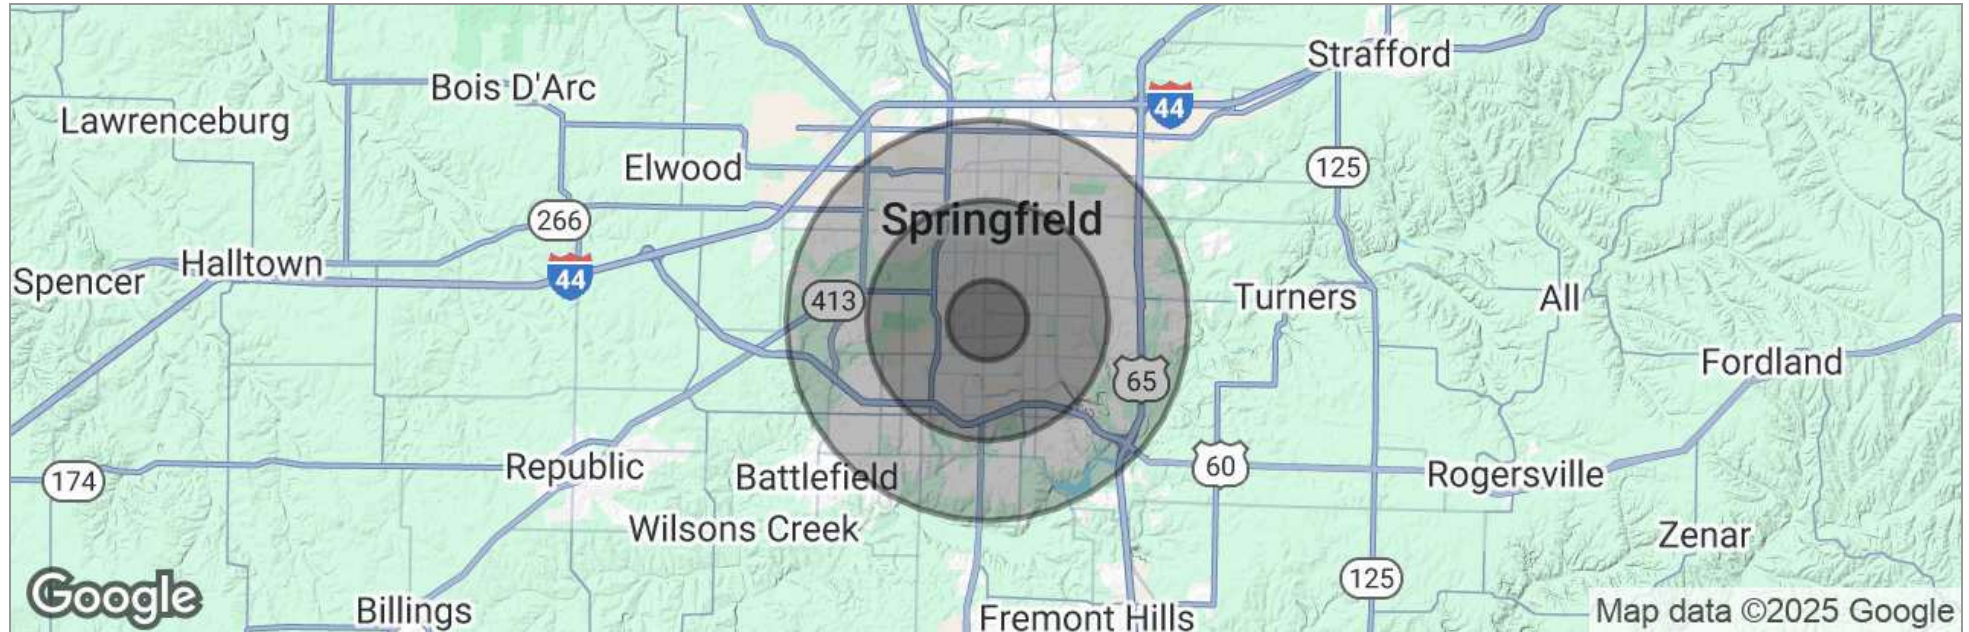 Strafford
Bois D'Arc
44
Lawrenceburg
Elwood
125
266
Springfield
Halltown
44
Spencer
413
Turners
All
65
Fordland
Republic
Battlefield
60
Rogersville
174
Wilsons Creek
Zenar
125
Google
Billings
Fremont Hills
Map data ©2025 Google